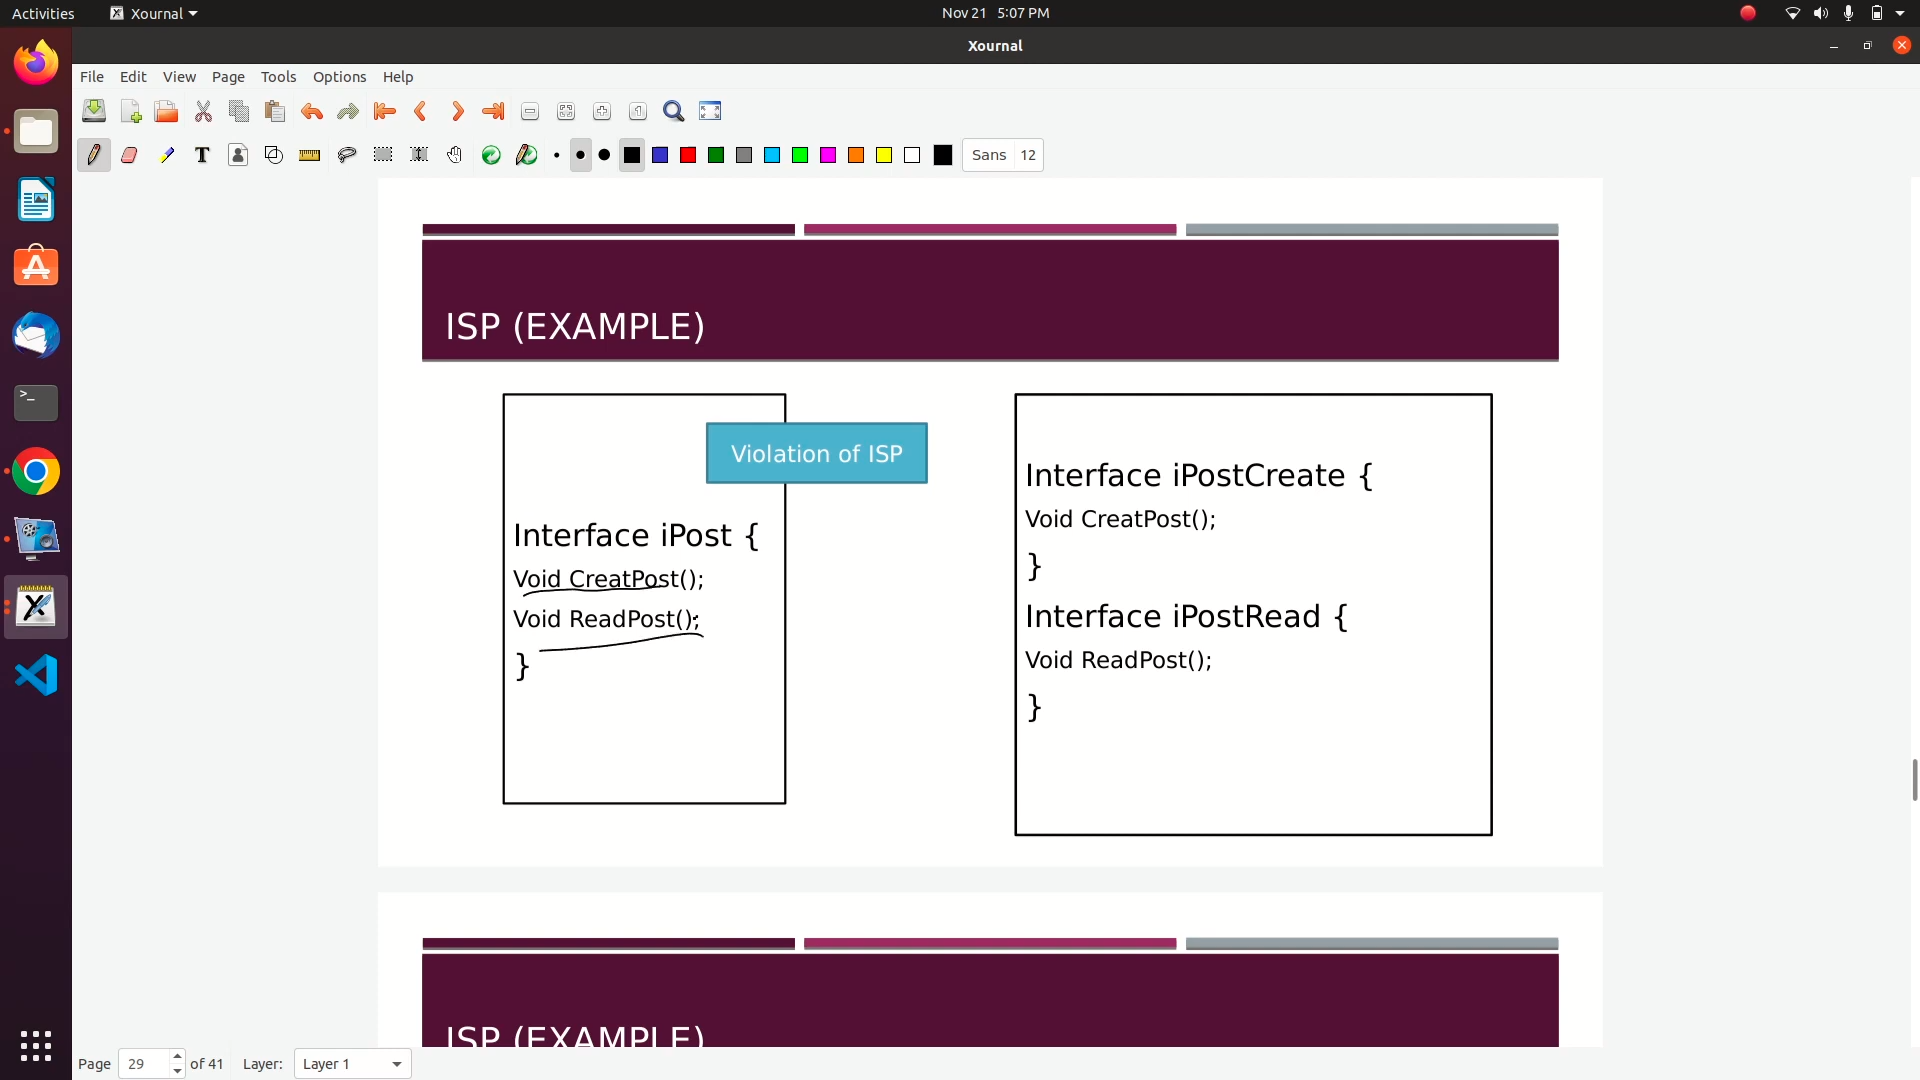 Activities Xournal Nov 21 5:07 PM
Xournal
File Edit View Page Tools Options Help
Sans 12
ISP (EXAMPLE)
Violation of ISP
Interface iPost {
Void CreatPost();
Void ReadPost();
}
Interface iPostCreate {
Void CreatPost();
}
Interface iPostRead {
Void ReadPost();
}
ISP (EXAMPLE)
Page 29 of 41 Layer: Layer 1